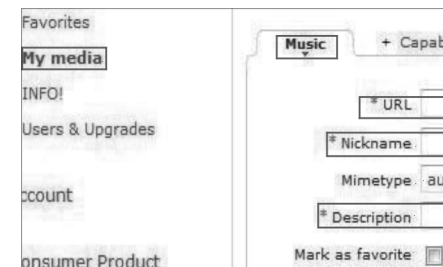 Favorites
My media
INFO!
Users & Upgrades
ccount
onsumer Product
Music
+ Capab
* URL
* Nickname
Mimetype au
* Description
Mark as favorite